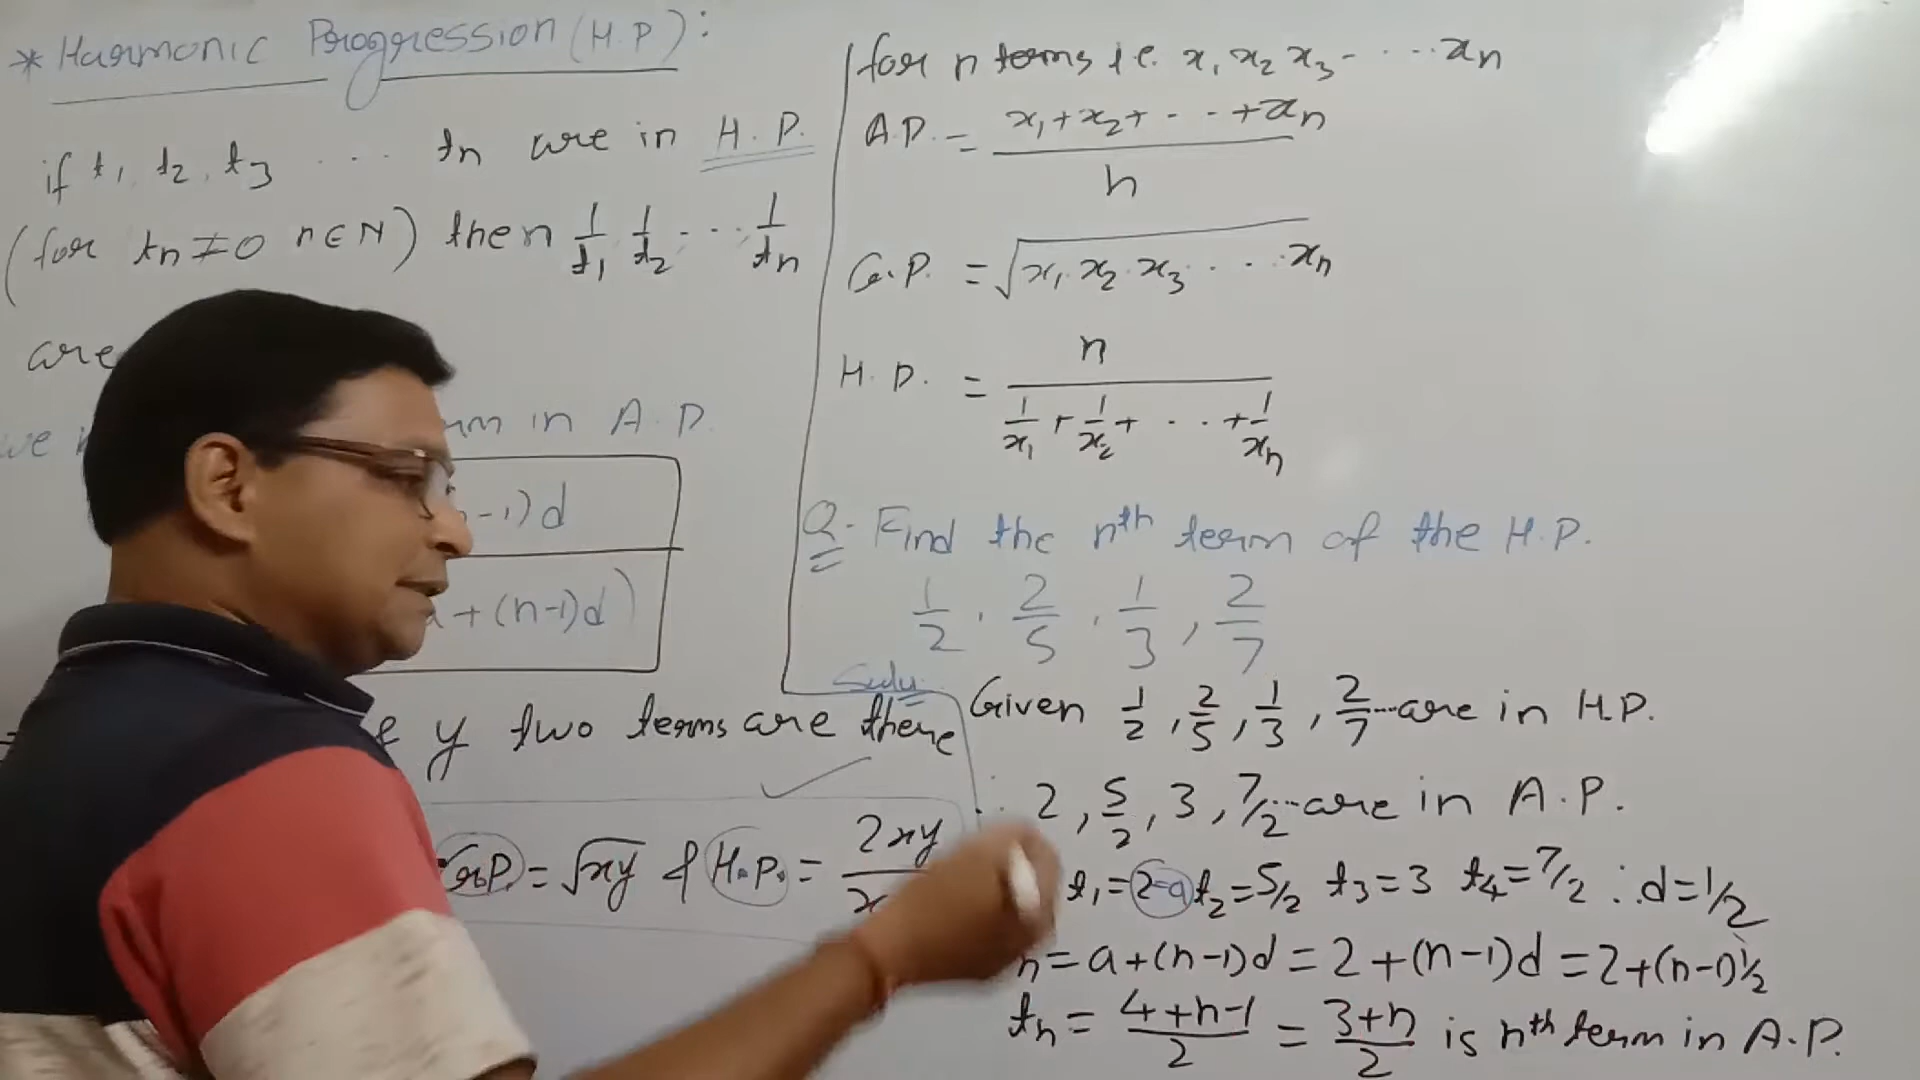 * Harmonic Progression (H.P):
if t₁, t₂, t₃ ... tn are in H.P.
(for tn ≠ 0 n ∈ N) then 1/t₁ 1/t₂ ... 1/tn
are
we in A.P.
-1)d
+ (n-1)d)
y two terms are there
G.P. = √xy & H.P. = 2xy
for n terms i.e. x₁ x₂ x₃ - ... xn
A.P. = x₁+x₂+ - .. +xn / n
G.P. = √x₁ x₂ x₃ ... xn
H.P. = n / 1/x₁ + 1/x₂ + ... + 1/xn
Q. Find the nth term of the H.P.
1/2 , 2/5 , 1/3 , 2/7
Soln. Given 1/2 , 2/5 , 1/3 , 2/7 ... are in H.P.
∴ 2 , 5/2 , 3 , 7/2 ... are in A.P.
t₁ = 2=a t₂ = 5/2 t₃ = 3 t₄ = 7/2 ∴ d = 1/2
n = a + (n-1)d = 2 + (n-1)d = 2 + (n-1)1/2
tn = 4+n-1 / 2 = 3+n / 2 is nth term in A.P.